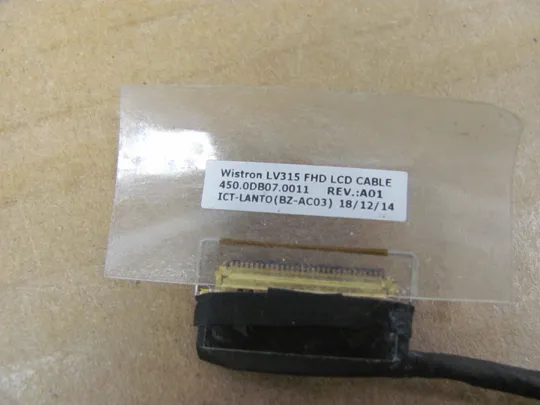 Wistron LV315 FHD LCD CABLE
450.0DB07.0011 REV.:A01
ICT-LANTO(BZ-AC03) 18/12/14